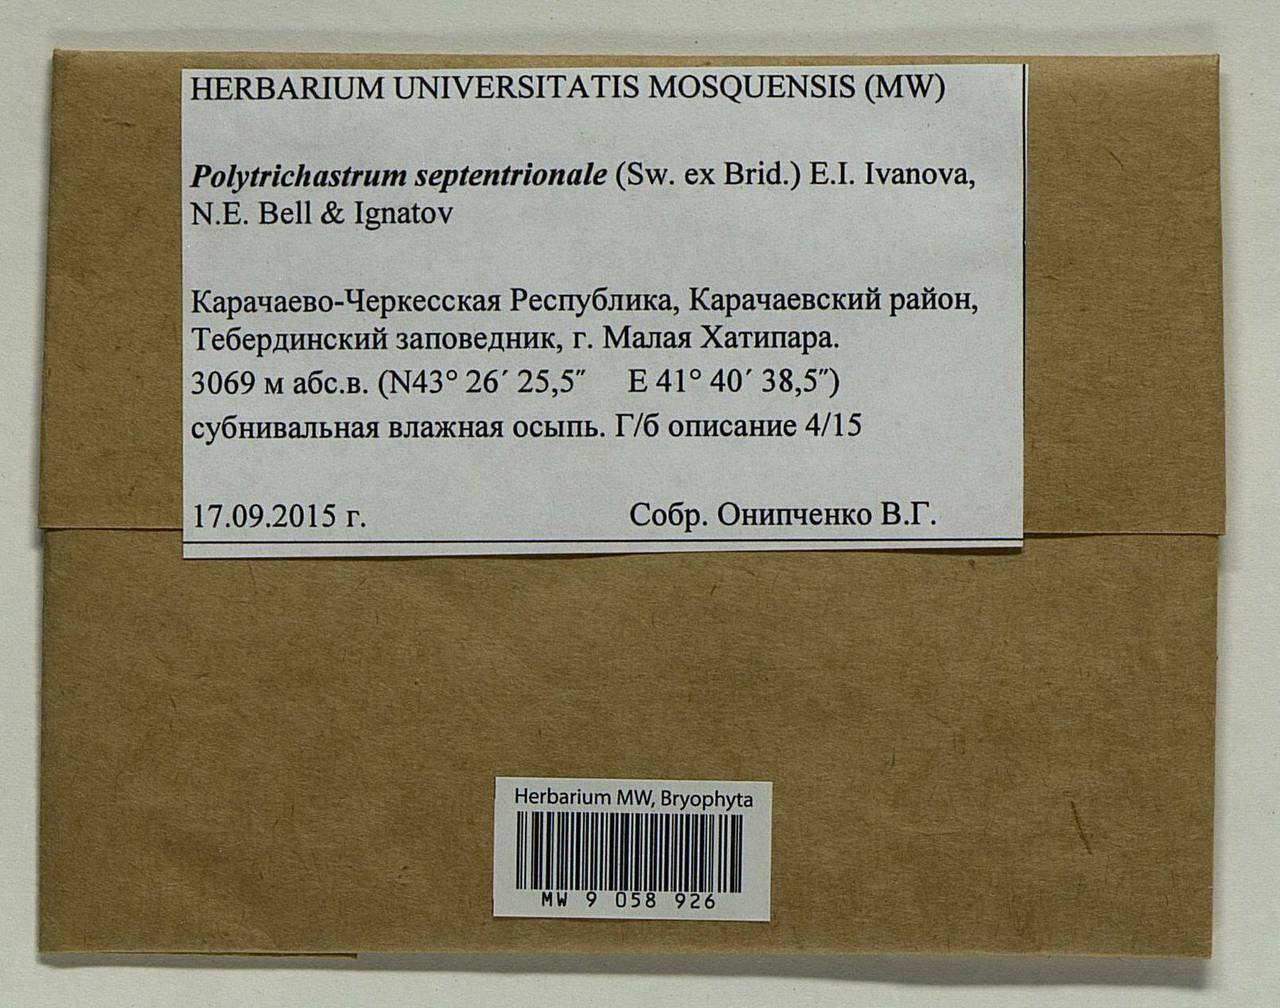 HERBARIUM UNIVERSITATIS MOSQUENSIS (MW)
Polytrichastrum septentrionale (Sw. ex Brid.) E.I. Ivanova,
N.E. Bell & Ignatov
Карачаево-Черкесская Республика, Карачаевский район,
Тебердинский заповедник, г. Малая Хатипара.
3069 м абс.в. (N43° 26´ 25,5˝ E 41° 40´ 38,5˝)
субнивальная влажная осыпь. Г/б описание 4/15
17.09.2015 г. Собр. Онипченко В.Г.
Herbarium MW, Bryophyta
MW 9 058 926